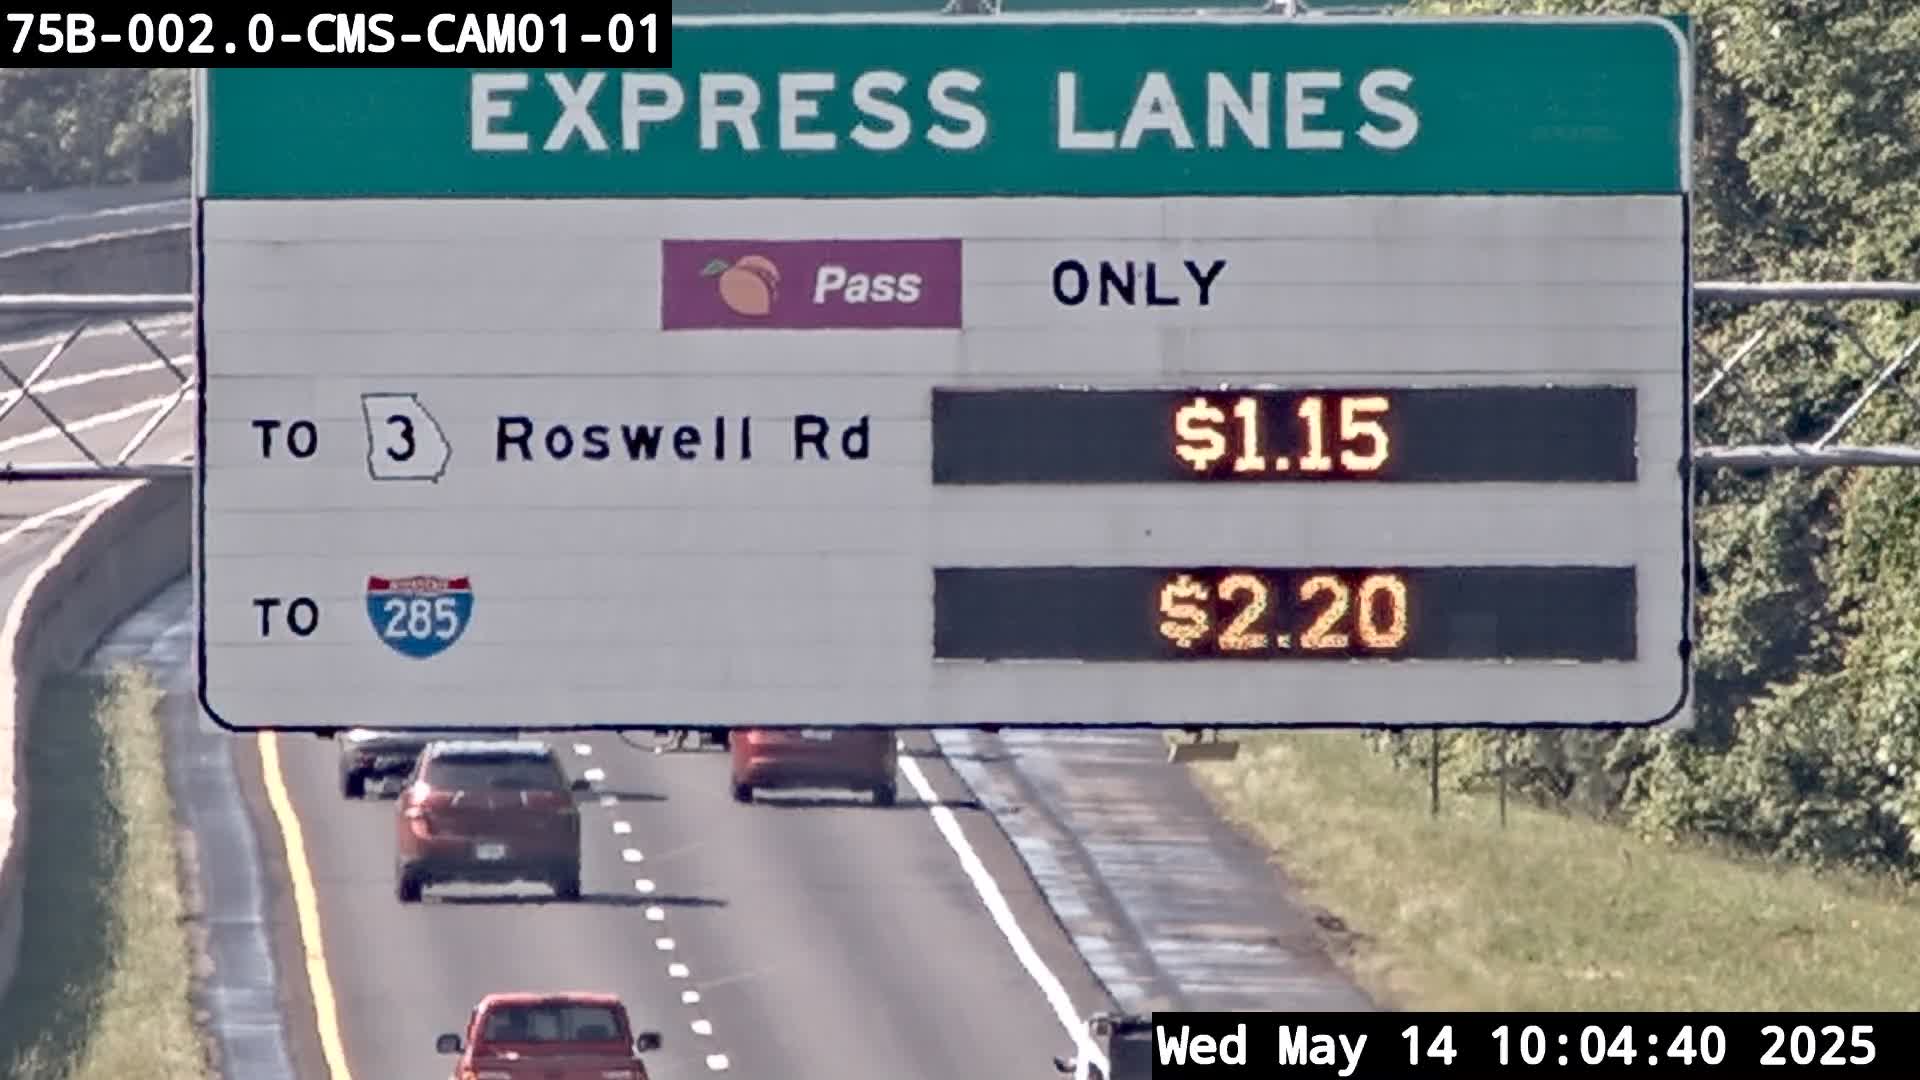 75B-002.0-CMS-CAM01-01
EXPRESS LANES
Pass ONLY
TO 3 Roswell Rd $1.15
TO 285 $2.20
Wed May 14 10:04:40 2025